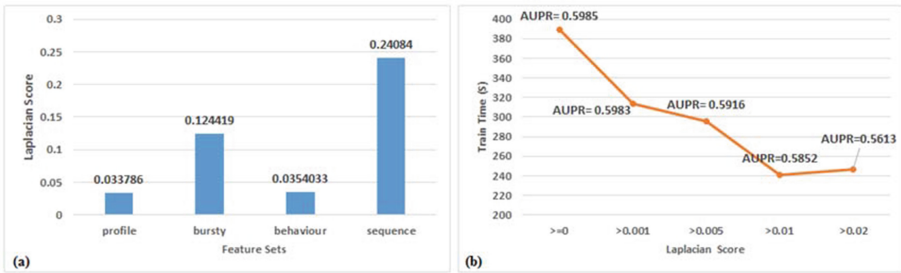 0.3
0.25
0.2
0.15
0.1
0.05
0
Laplacian Score
0.033786
0.124419
0.0354033
0.24084
profile bursty behaviour sequence
Feature Sets
(a)
400
380
360
340
320
300
280
260
240
220
200
Train Time (S)
AUPR= 0.5985
AUPR= 0.5983
AUPR= 0.5916
AUPR=0.5852
AUPR=0.5613
>=0 >0.001 >0.005 >0.01 >0.02
Laplacian Score
(b)